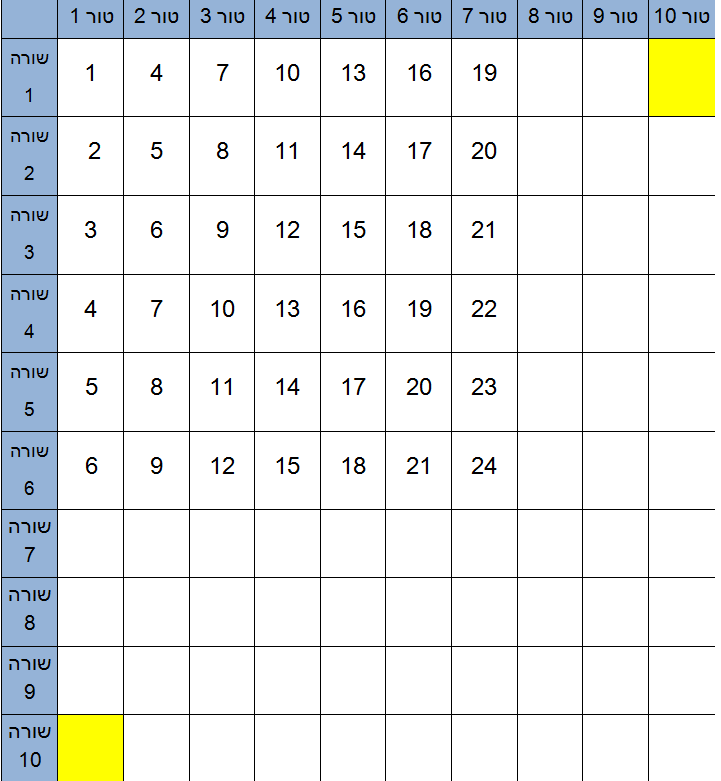 טור 1 טור 2 טור 3 טור 4 טור 5 טור 6 טור 7 טור 8 טור 9 טור 10
שורה 1 1 4 7 10 13 16 19
שורה 2 2 5 8 11 14 17 20
שורה 3 3 6 9 12 15 18 21
שורה 4 4 7 10 13 16 19 22
שורה 5 5 8 11 14 17 20 23
שורה 6 6 9 12 15 18 21 24
שורה 7
שורה 8
שורה 9
שורה 10